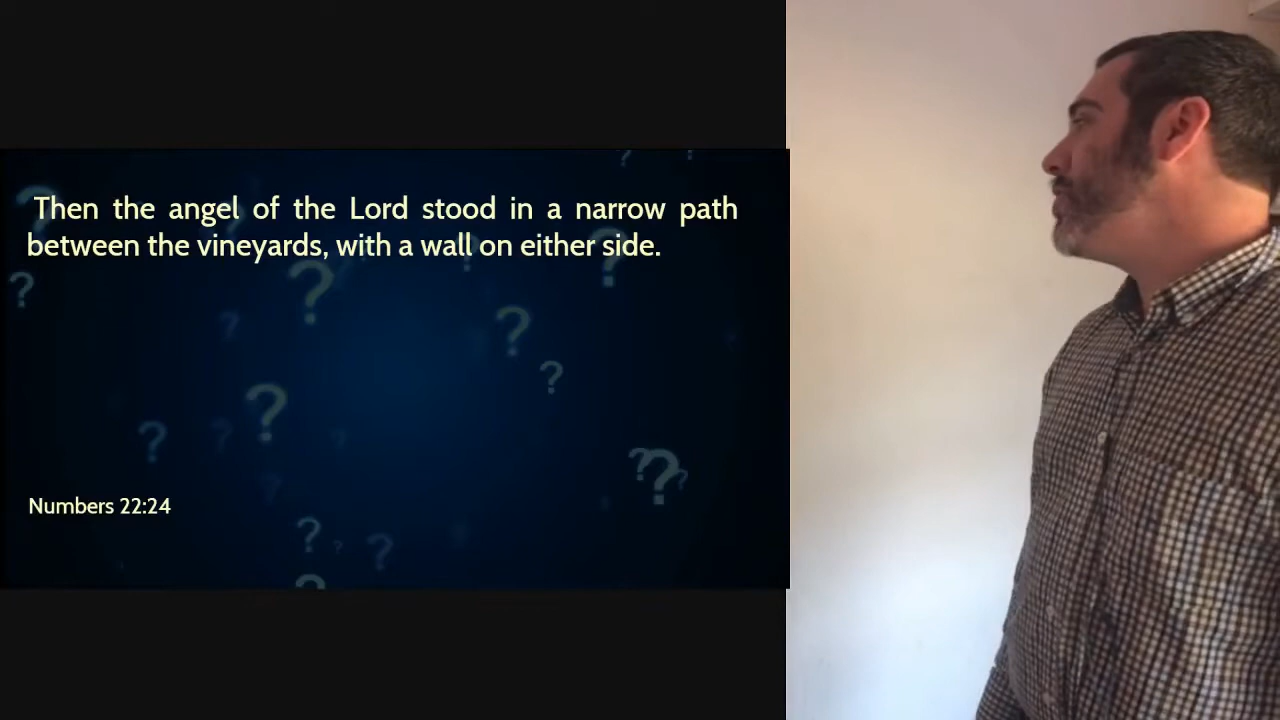 Then the angel of the Lord stood in a narrow path
between the vineyards, with a wall on either side.
Numbers 22:24